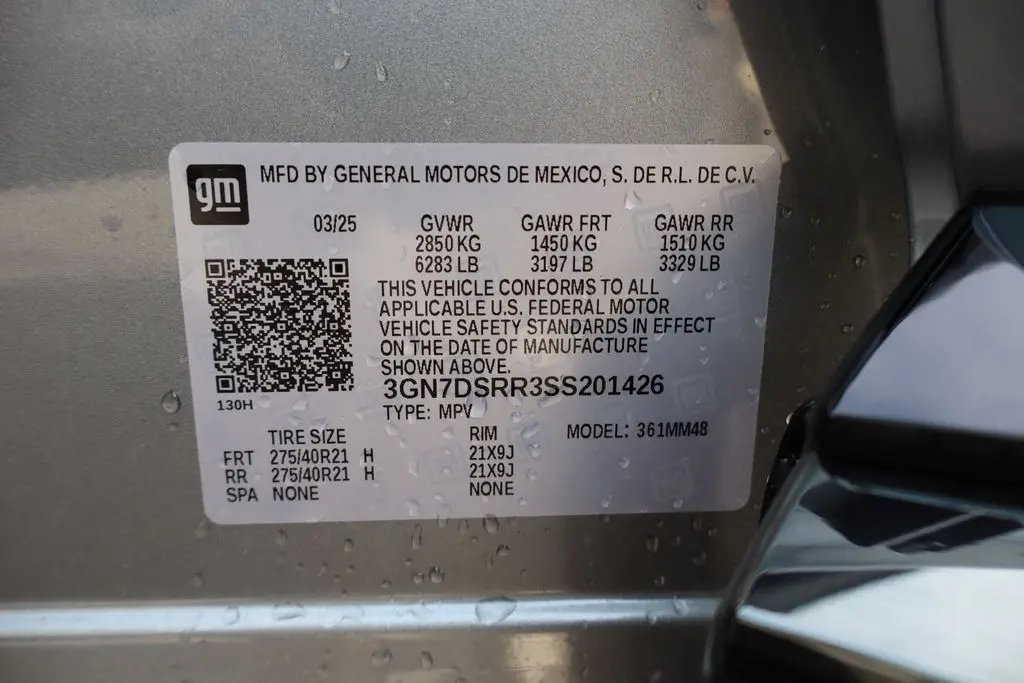 gm
MFD BY GENERAL MOTORS DE MEXICO, S. DE R.L. DE C.V.
03/25 GVWR GAWR FRT GAWR RR
2850 KG 1450 KG 1510 KG
6283 LB 3197 LB 3329 LB
THIS VEHICLE CONFORMS TO ALL
APPLICABLE U.S. FEDERAL MOTOR
VEHICLE SAFETY STANDARDS IN EFFECT
ON THE DATE OF MANUFACTURE
SHOWN ABOVE.
3GN7DSRR3SS201426
130H
TYPE: MPV
TIRE SIZE RIM MODEL: 361MM48
FRT 275/40R21 H 21X9J
RR 275/40R21 H 21X9J
SPA NONE NONE